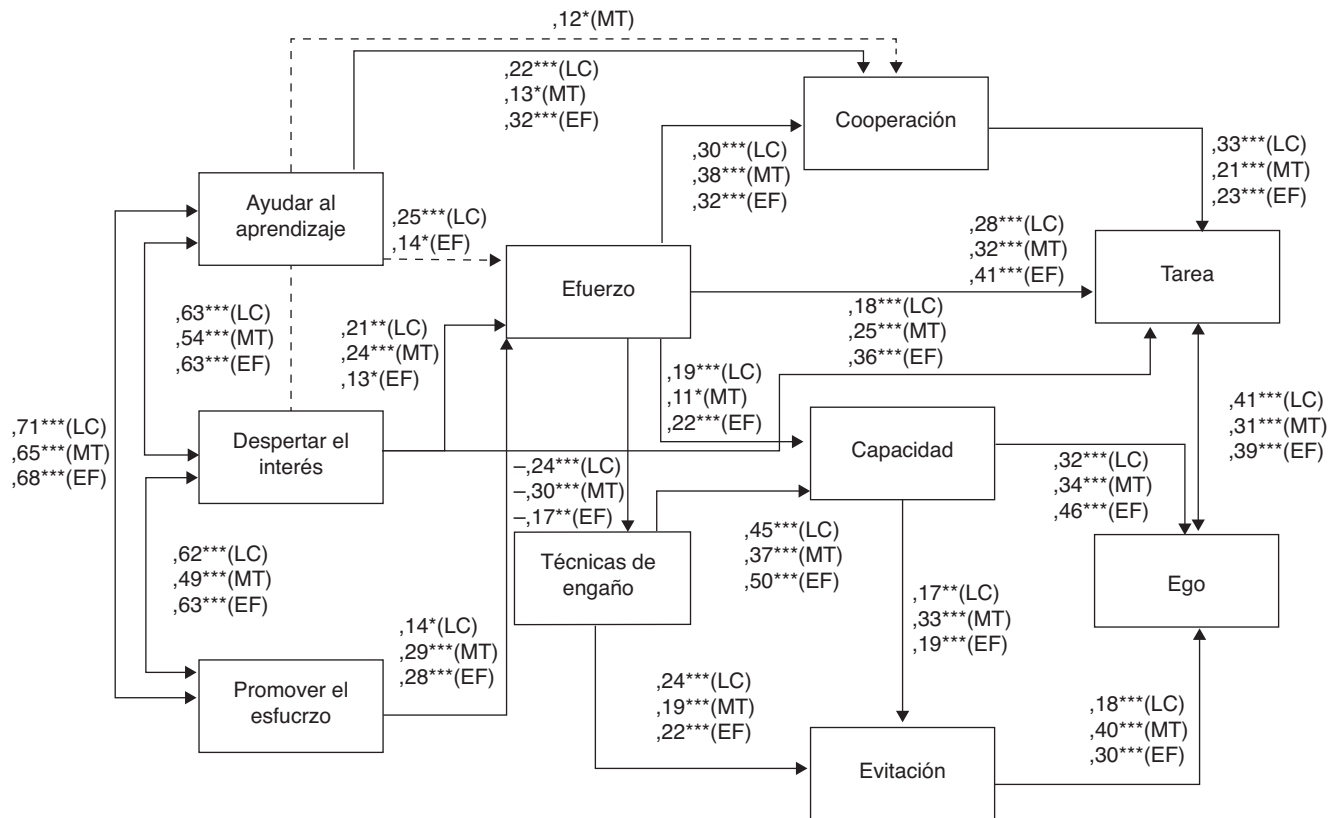 ,12*(MT)
,22***(LC)
,13*(MT)
,32***(EF)
Cooperación
,30***(LC)
,38***(MT)
,32***(EF)
,33***(LC)
,21***(MT)
,23***(EF)
Ayudar al
aprendizaje
,25***(LC)
,14*(EF)
Efuerzo
,28***(LC)
,32***(MT)
,41***(EF)
Tarea
,63***(LC)
,54***(MT)
,63***(EF)
,21**(LC)
,24***(MT)
,13*(EF)
,18***(LC)
,25***(MT)
,36***(EF)
,19***(LC)
,11*(MT)
,22***(EF)
,71***(LC)
,65***(MT)
,68***(EF)
Despertar el
interés
Capacidad
,41***(LC)
,31***(MT)
,39***(EF)
–,24***(LC)
–,30***(MT)
–,17**(EF)
,32***(LC)
,34***(MT)
,46***(EF)
Técnicas de
engaño
,45***(LC)
,37***(MT)
,50***(EF)
Ego
,62***(LC)
,49***(MT)
,63***(EF)
,17**(LC)
,33***(MT)
,19***(EF)
,14*(LC)
,29***(MT)
,28***(EF)
Promover el
esfucrzo
,24***(LC)
,19***(MT)
,22***(EF)
Evitación
,18***(LC)
,40***(MT)
,30***(EF)